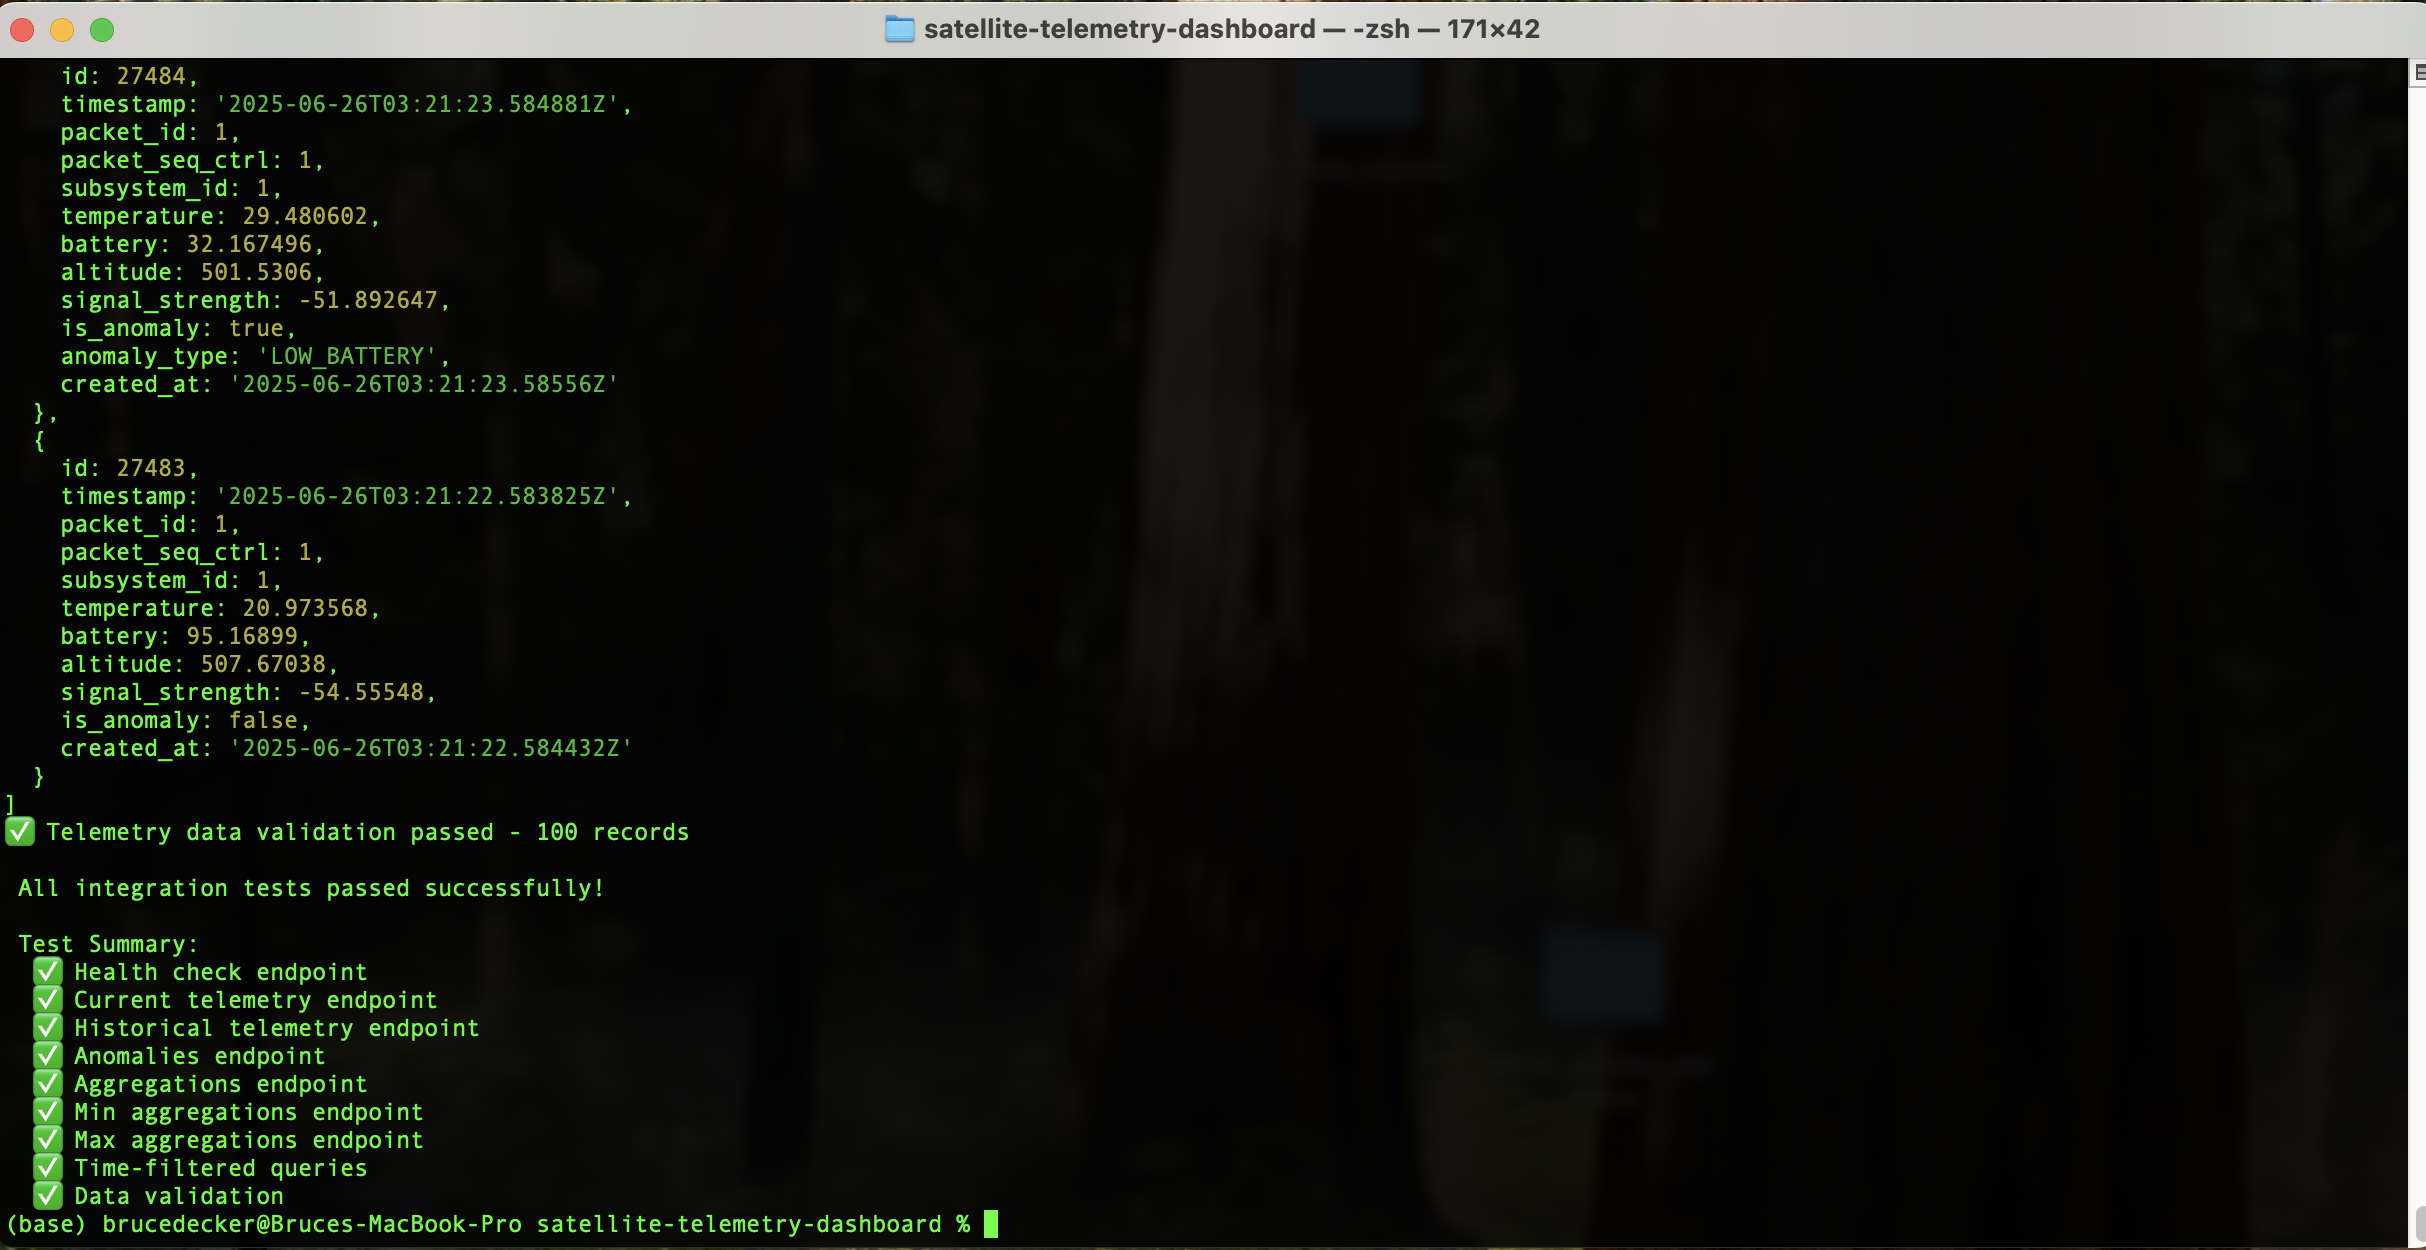 satellite-telemetry-dashboard — -zsh — 171×42
id: 27484,
timestamp: '2025-06-26T03:21:23.584881Z',
packet_id: 1,
packet_seq_ctrl: 1,
subsystem_id: 1,
temperature: 29.480602,
battery: 32.167496,
altitude: 501.5306,
signal_strength: -51.892647,
is_anomaly: true,
anomaly_type: 'LOW_BATTERY',
created_at: '2025-06-26T03:21:23.58556Z'
},
{
id: 27483,
timestamp: '2025-06-26T03:21:22.583825Z',
packet_id: 1,
packet_seq_ctrl: 1,
subsystem_id: 1,
temperature: 20.973568,
battery: 95.16899,
altitude: 507.67038,
signal_strength: -54.55548,
is_anomaly: false,
created_at: '2025-06-26T03:21:22.584432Z'
}
]
✅ Telemetry data validation passed - 100 records
All integration tests passed successfully!
Test Summary:
✅ Health check endpoint
✅ Current telemetry endpoint
✅ Historical telemetry endpoint
✅ Anomalies endpoint
✅ Aggregations endpoint
✅ Min aggregations endpoint
✅ Max aggregations endpoint
✅ Time-filtered queries
✅ Data validation
(base) brucedecker@Bruces-MacBook-Pro satellite-telemetry-dashboard %